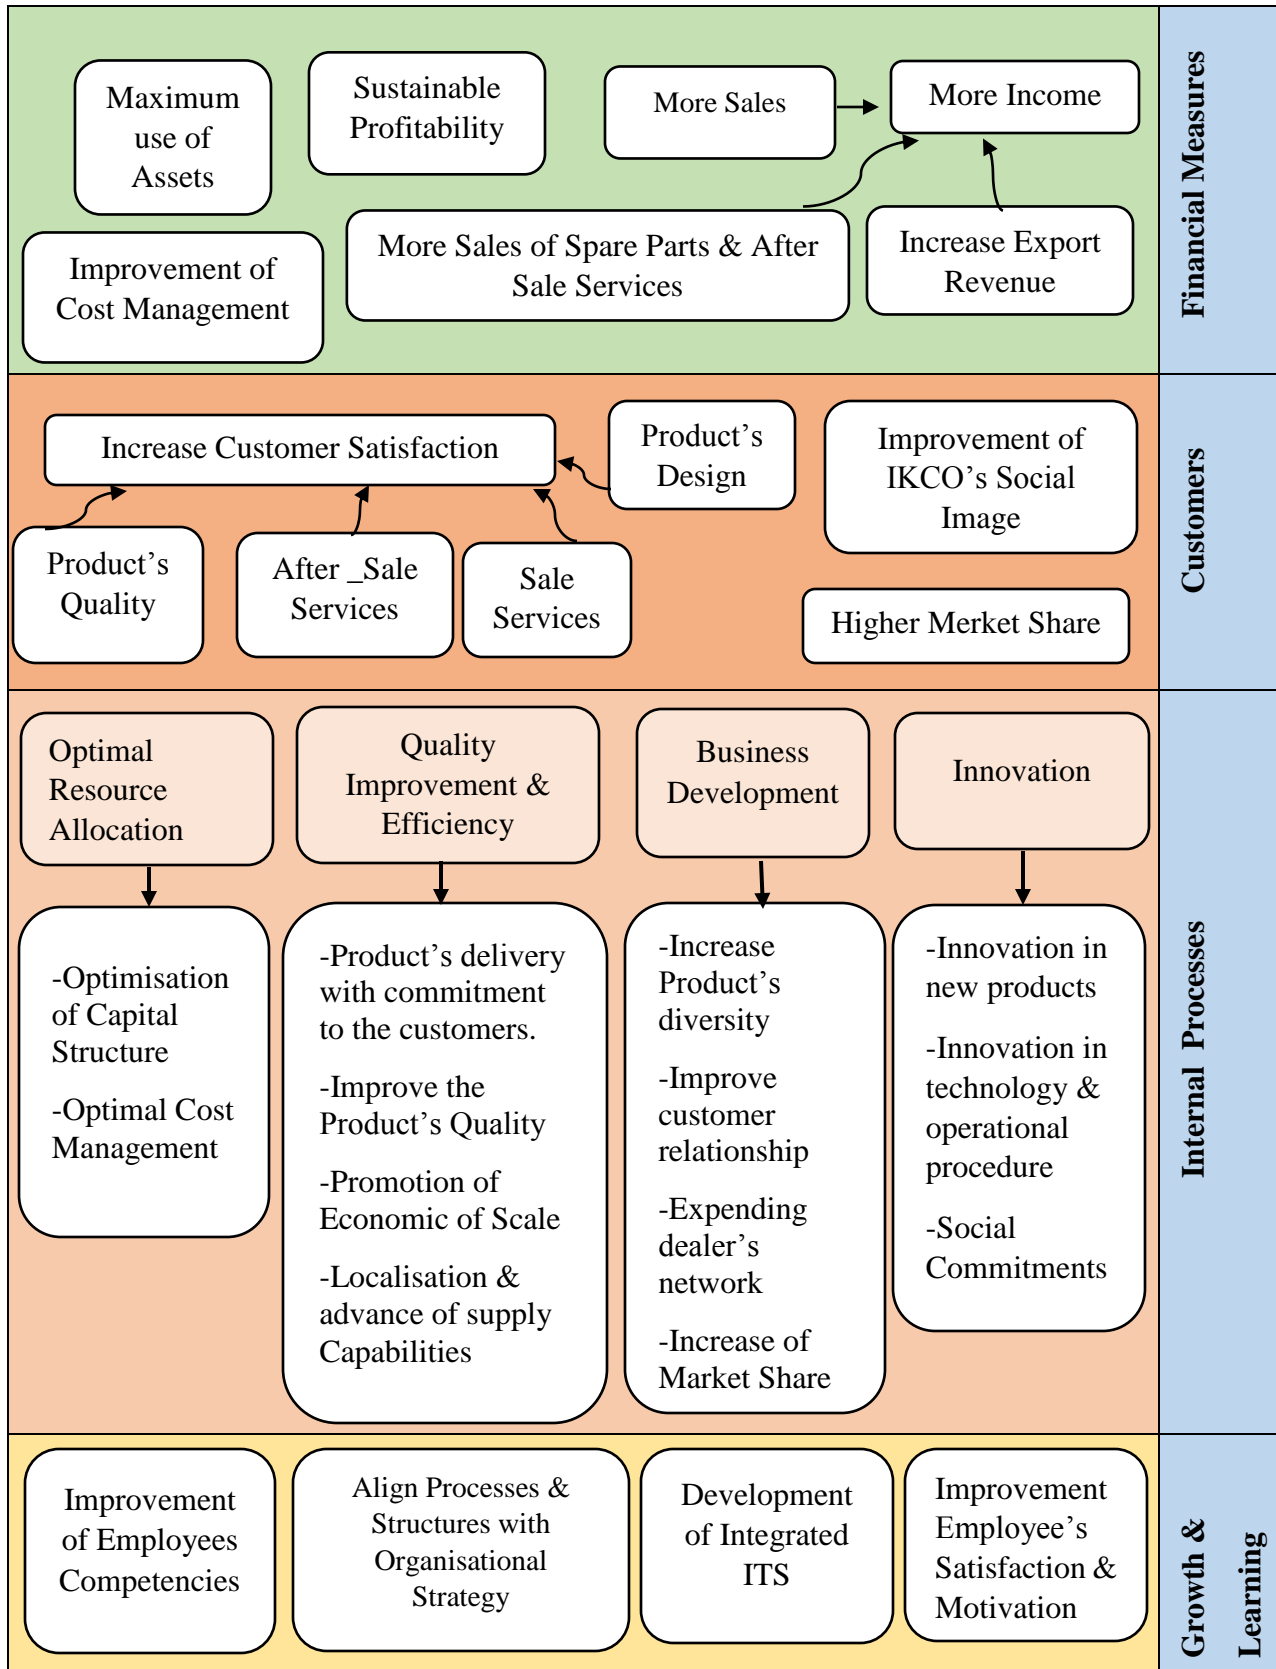 Maximum
use of
Assets
Sustainable
Profitability
More Sales
More Income
Improvement of
Cost Management
More Sales of Spare Parts & After
Sale Services
Increase Export
Revenue
Financial Measures
Increase Customer Satisfaction
Product's
Design
Improvement of
IKCO's Social
Image
Product's
Quality
After _Sale
Services
Sale
Services
Higher Merket Share
Customers
Optimal
Resource
Allocation
Quality
Improvement &
Efficiency
Business
Development
Innovation
-Optimisation
of Capital
Structure
-Optimal Cost
Management
-Product's delivery
with commitment
to the customers.
-Improve the
Product's Quality
-Promotion of
Economic of Scale
-Localisation &
advance of supply
Capabilities
-Increase
Product's
diversity
-Improve
customer
relationship
-Expending
dealer's
network
-Increase of
Market Share
-Innovation in
new products
-Innovation in
technology &
operational
procedure
-Social
Commitments
Internal Processes
Improvement
of Employees
Competencies
Align Processes &
Structures with
Organisational
Strategy
Development
of Integrated
ITS
Improvement
Employee's
Satisfaction &
Motivation
Growth &
Learning